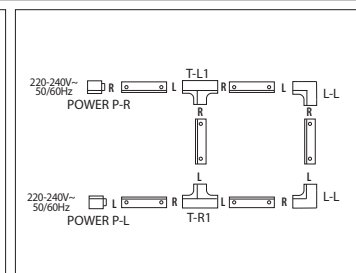 T-L1
220-240V~ R L R L L-L
50/60Hz
POWER P-R
R R
L L
220-240V~ L R L R L-L
50/60Hz
POWER P-L T-R1